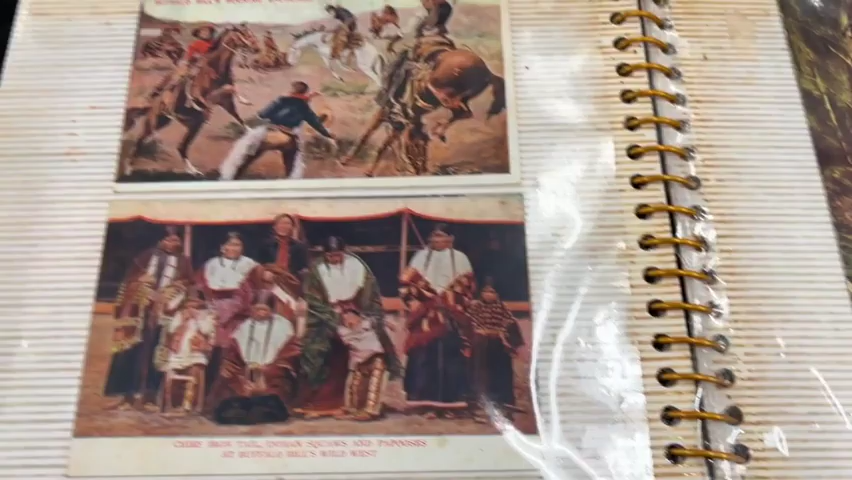 CHIEF IRON TAIL, INDIAN SQUAWS AND PAPOOSES
AT BUFFALO BILL'S WILD WEST